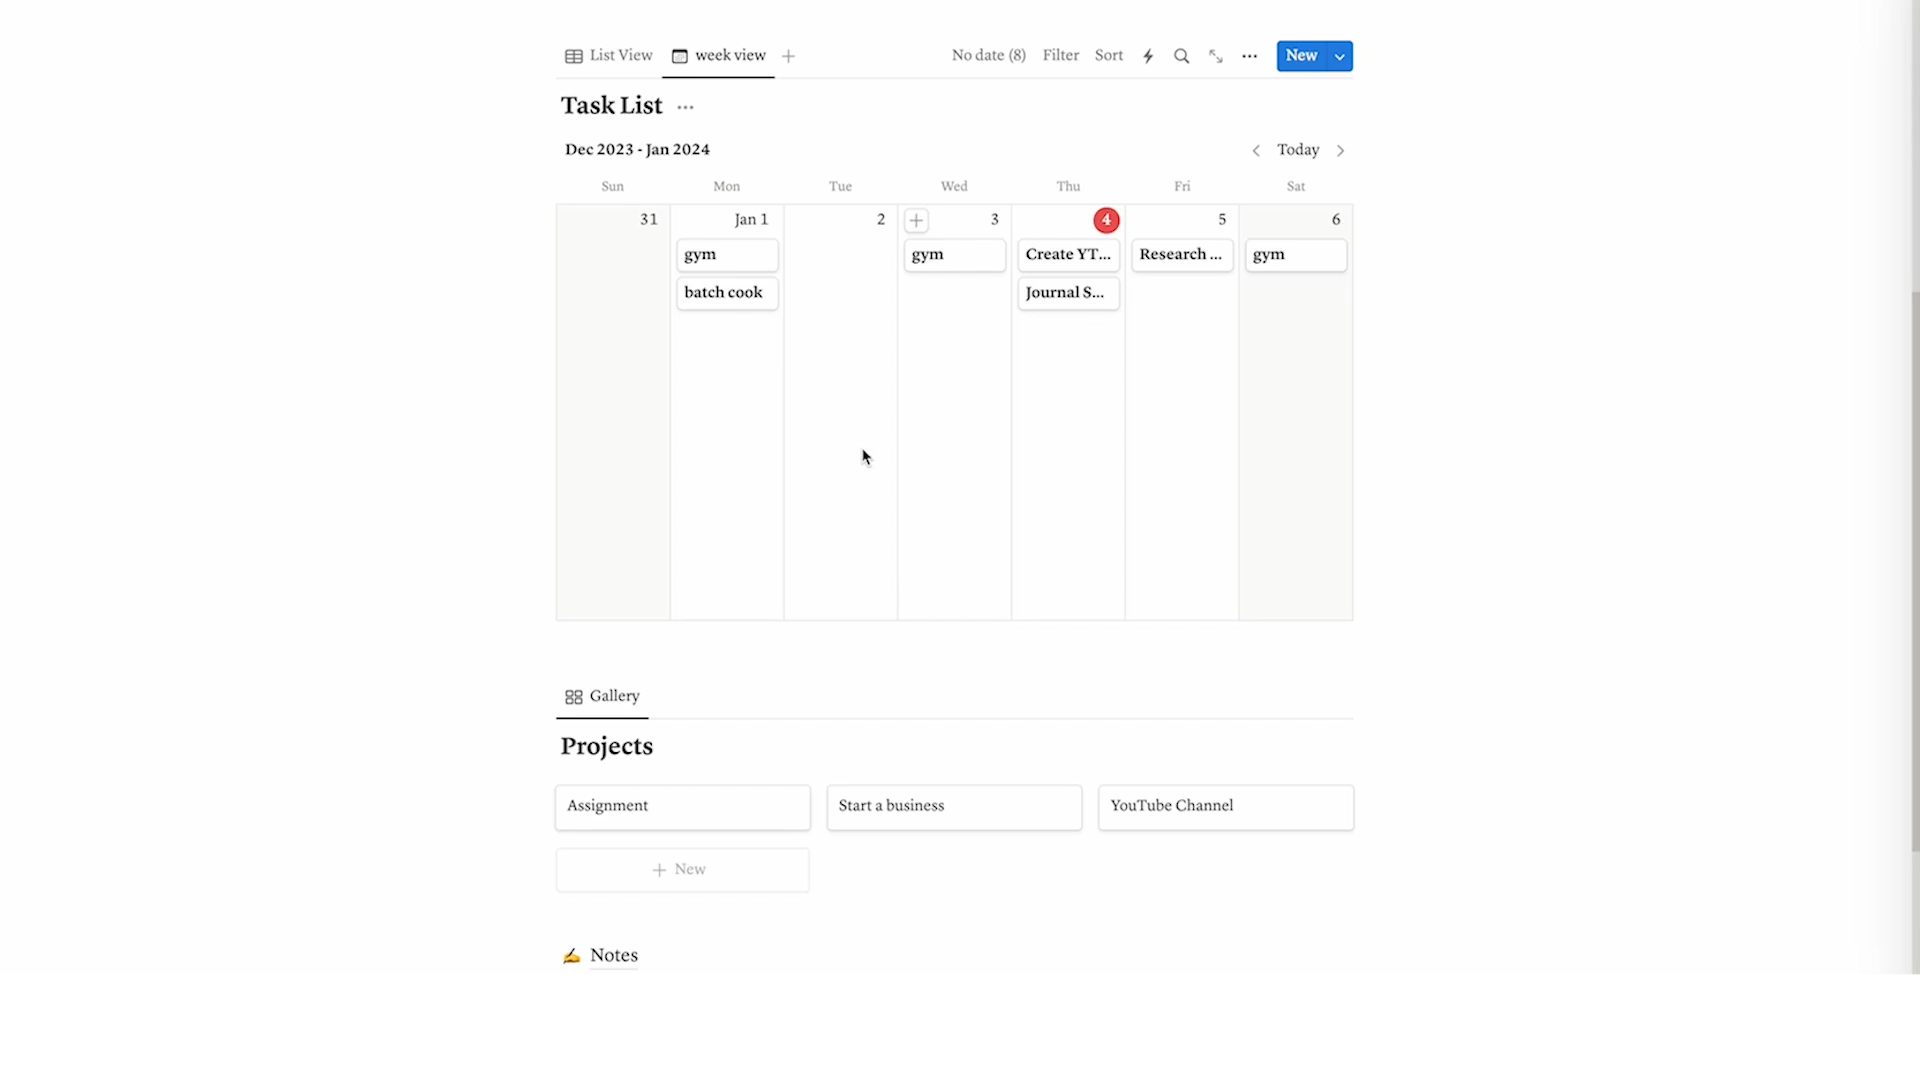 List View week view No date (8) Filter Sort New
Task List
Dec 2023 - Jan 2024 Today
Sun Mon Tue Wed Thu Fri Sat
31 Jan 1 2 3 4 5 6
gym gym Create YT... Research ... gym
batch cook Journal S...
Gallery
Projects
Assignment Start a business YouTube Channel
New
Notes